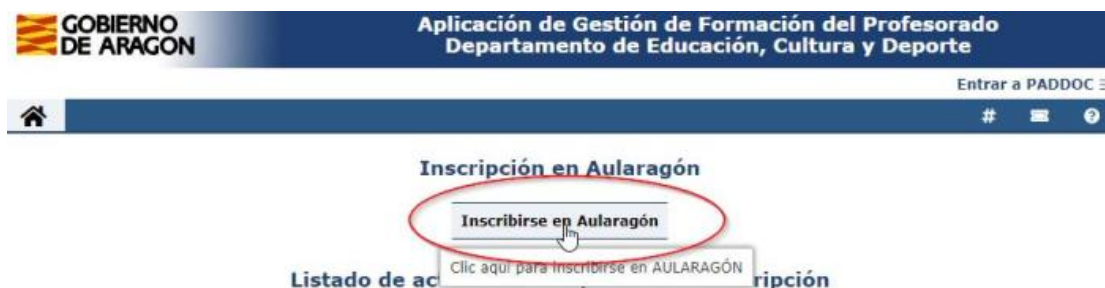 GOBIERNO
DE ARAGON
Aplicación de Gestión de Formación del Profesorado
Departamento de Educación, Cultura y Deporte
Entrar a PADDOC
#
?
Inscripción en Aularagón
Inscribirse en Aularagón
Clic aquí para inscribirse en AULARAGÓN
Listado de ac
ripción